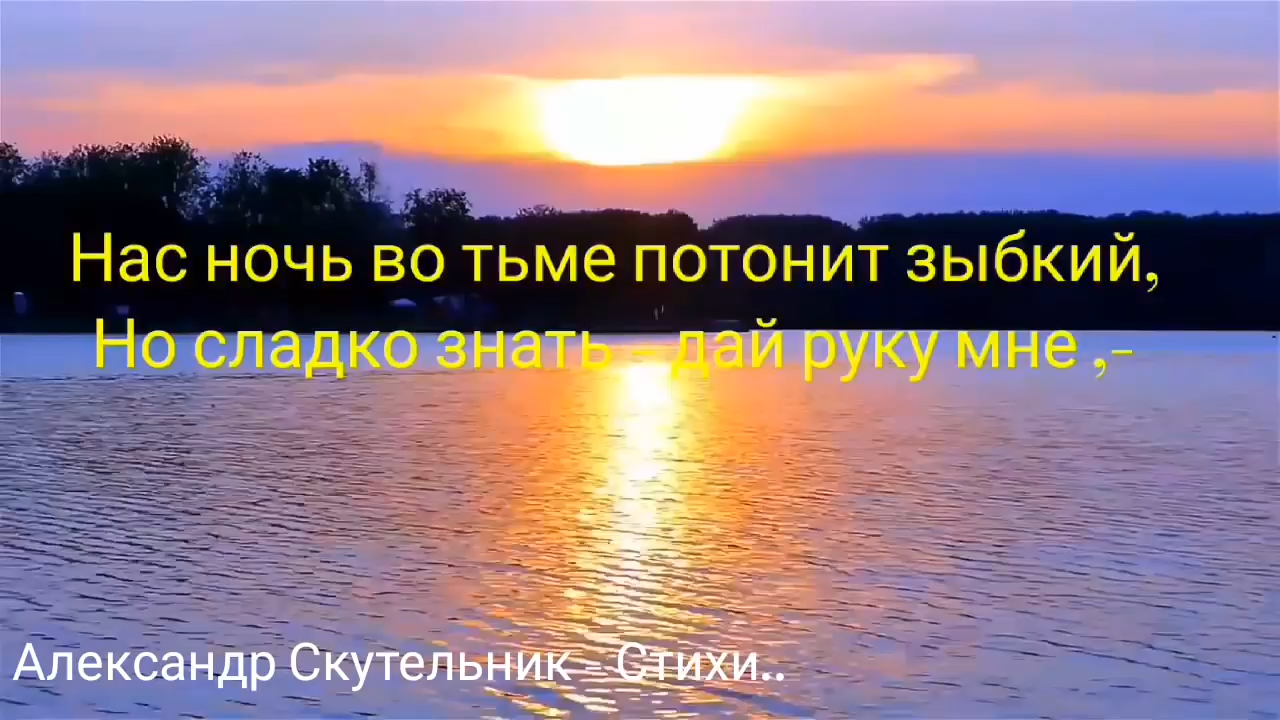 Нас ночь во тьме потонит зыбкий,
Но сладко знать - дай руку мне ,-
Александр Скутельник - Стихи..